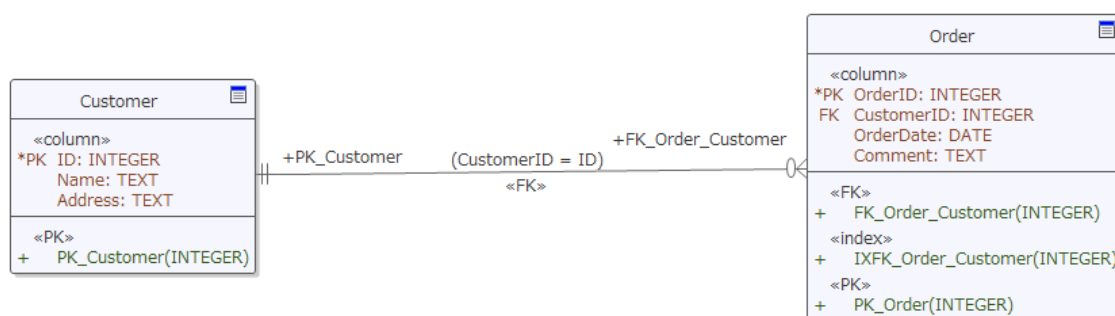 Customer
«column»
*PK ID: INTEGER
Name: TEXT
Address: TEXT
«PK»
+ PK_Customer(INTEGER)
+PK_Customer
(CustomerID = ID)
«FK»
+FK_Order_Customer
Order
«column»
*PK OrderID: INTEGER
FK CustomerID: INTEGER
OrderDate: DATE
Comment: TEXT
«FK»
+ FK_Order_Customer(INTEGER)
«index»
+ IXFK_Order_Customer(INTEGER)
«PK»
+ PK_Order(INTEGER)